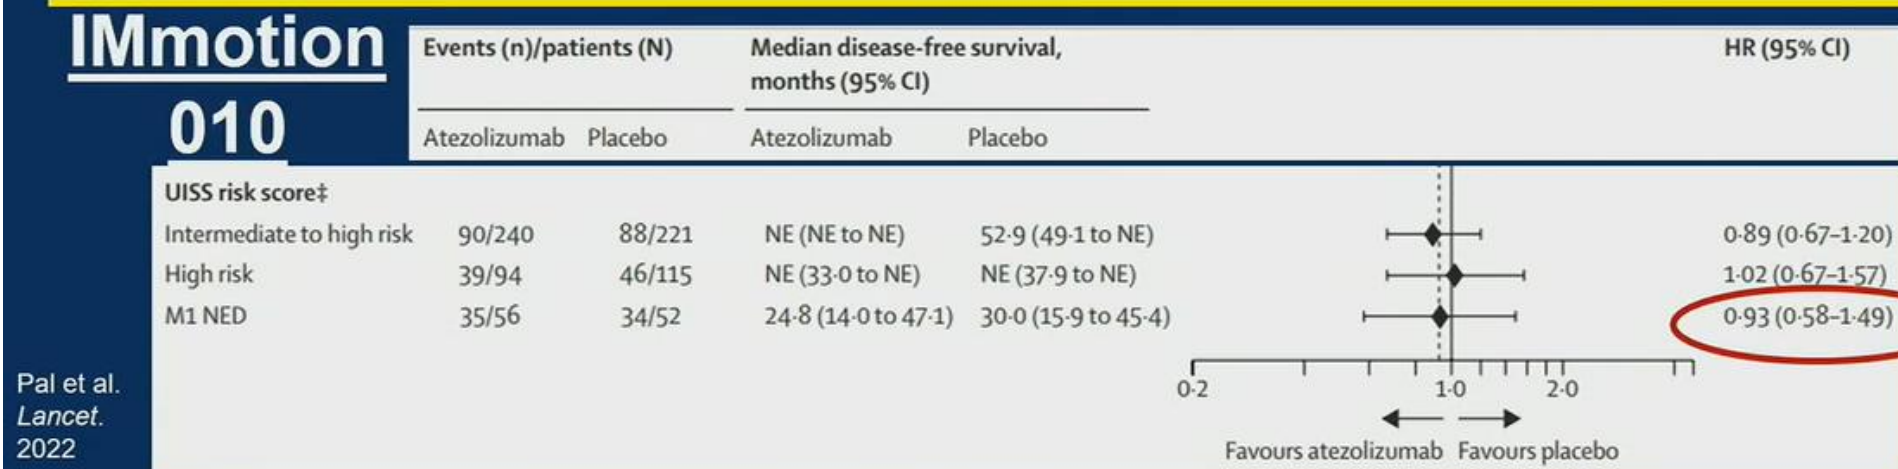 IMmotion
010
Events (n)/patients (N) Median disease-free survival, months (95% CI) HR (95% CI)
Atezolizumab Placebo Atezolizumab Placebo
UISS risk score‡
Intermediate to high risk 90/240 88/221 NE (NE to NE) 52·9 (49·1 to NE) 0·89 (0·67–1·20)
High risk 39/94 46/115 NE (33·0 to NE) NE (37·9 to NE) 1·02 (0·67–1·57)
M1 NED 35/56 34/52 24·8 (14·0 to 47·1) 30·0 (15·9 to 45·4) 0·93 (0·58–1·49)
0·2 1·0 2·0
Favours atezolizumab Favours placebo
Pal et al.
Lancet.
2022